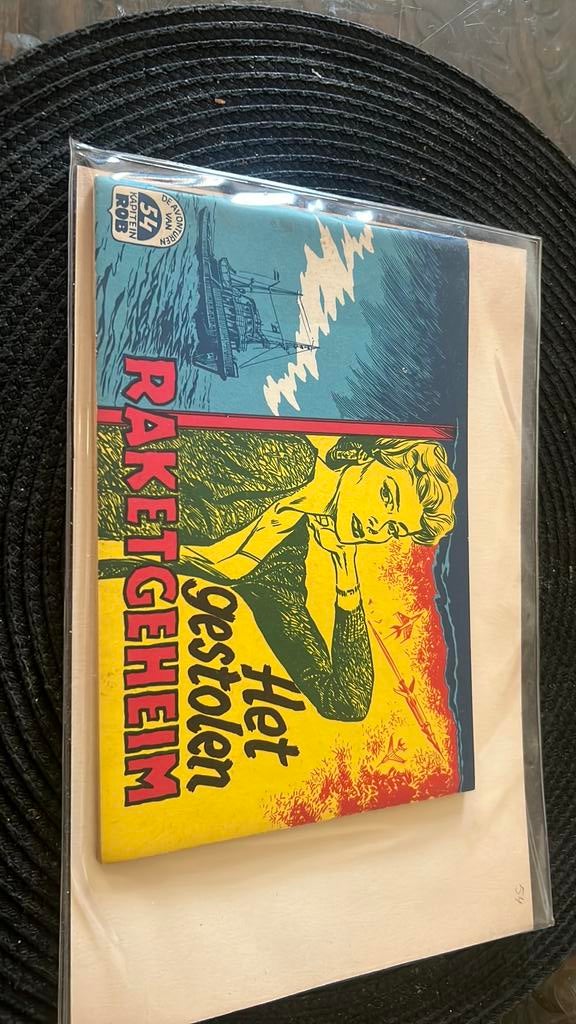 DE AVONTUREN
VAN
54
KAPITEIN
ROB
Het
gestolen
RAKETGEHEIM
54